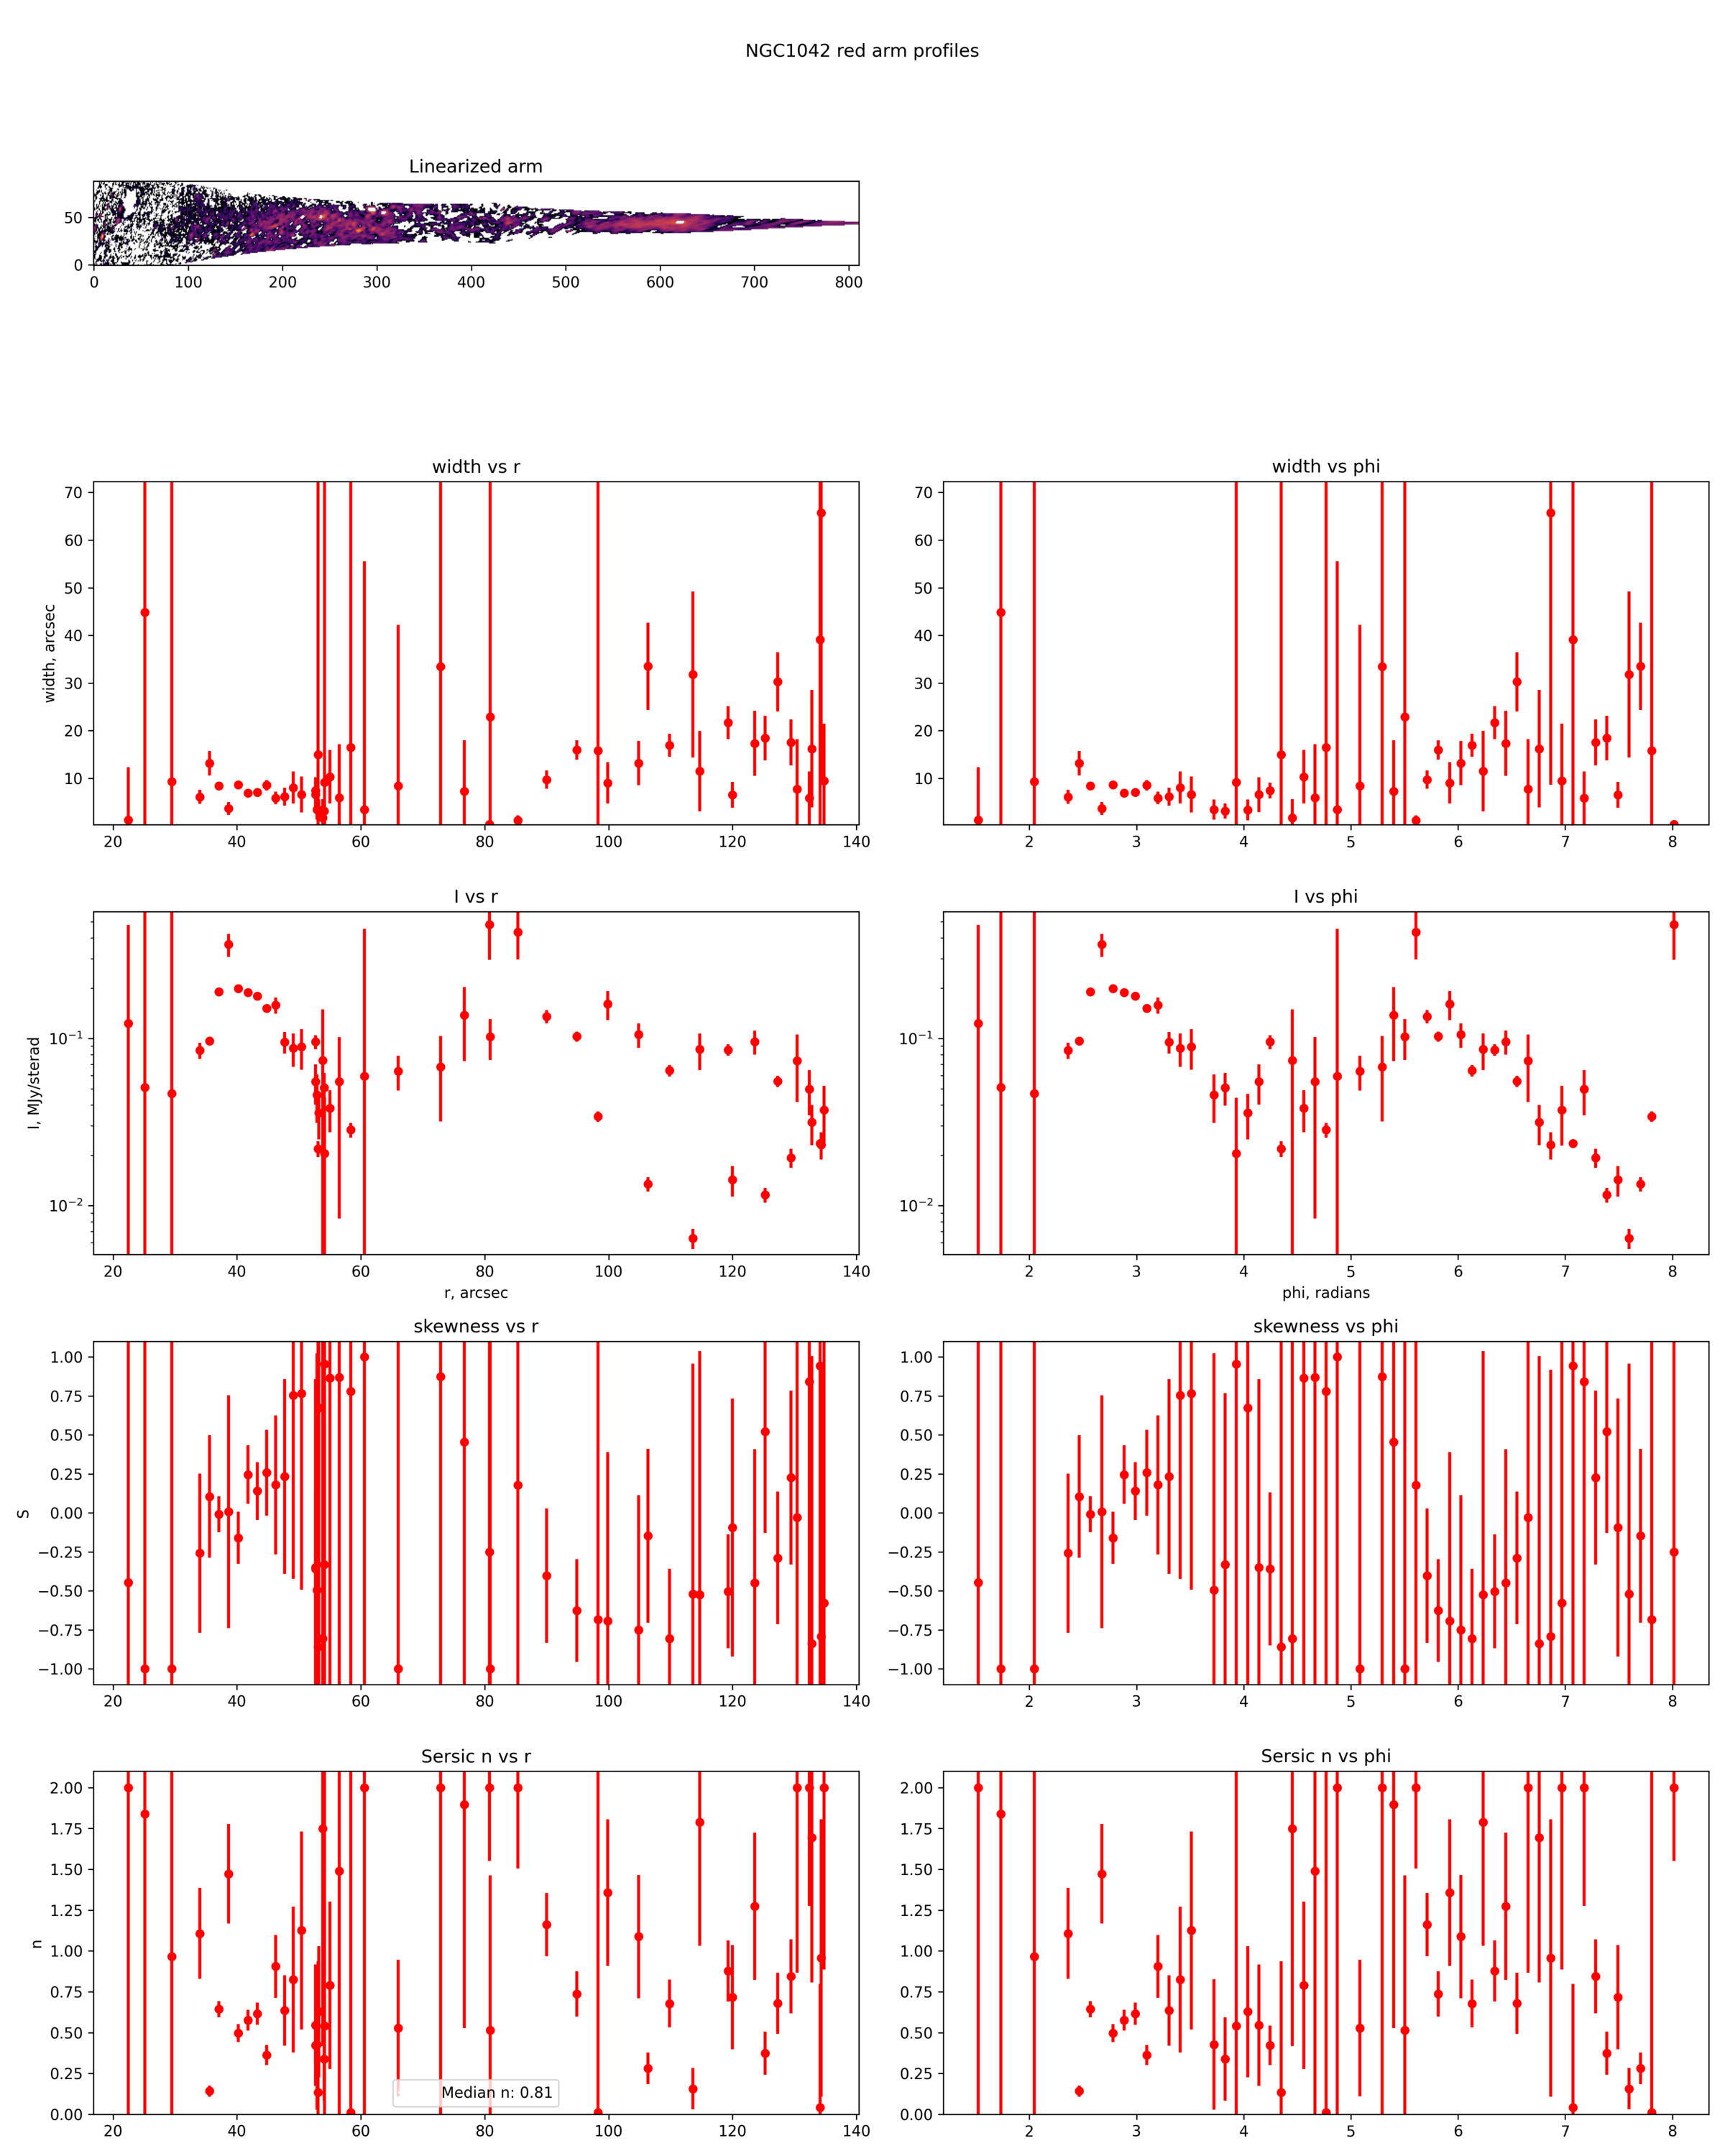 NGC1042 red arm profiles
Linearized arm
50
0
0 100 200 300 400 500 600 700 800
width vs r
width, arcsec
70
60
50
40
30
20
10
20 40 60 80 100 120 140
width vs phi
70
60
50
40
30
20
10
2 3 4 5 6 7 8
I vs r
I, MJy/sterad
10⁻¹
10⁻²
20 40 60 80 100 120 140
r, arcsec
I vs phi
10⁻¹
10⁻²
2 3 4 5 6 7 8
phi, radians
skewness vs r
S
1.00
0.75
0.50
0.25
0.00
−0.25
−0.50
−0.75
−1.00
20 40 60 80 100 120 140
skewness vs phi
1.00
0.75
0.50
0.25
0.00
−0.25
−0.50
−0.75
−1.00
2 3 4 5 6 7 8
Sersic n vs r
n
2.00
1.75
1.50
1.25
1.00
0.75
0.50
0.25
0.00
Median n: 0.81
20 40 60 80 100 120 140
Sersic n vs phi
2.00
1.75
1.50
1.25
1.00
0.75
0.50
0.25
0.00
2 3 4 5 6 7 8